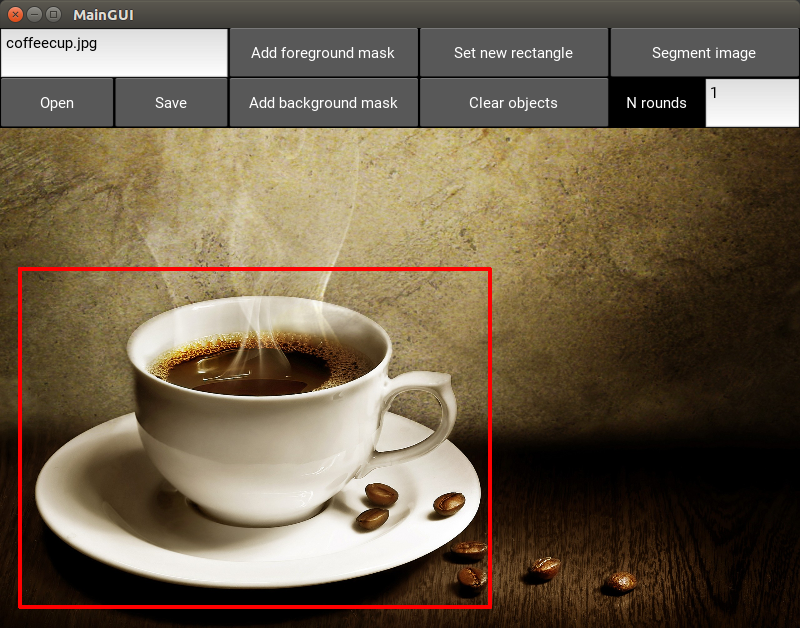 MainGUI
coffeecup.jpg
Add foreground mask
Set new rectangle
Segment image
Open
Save
Add background mask
Clear objects
N rounds
1